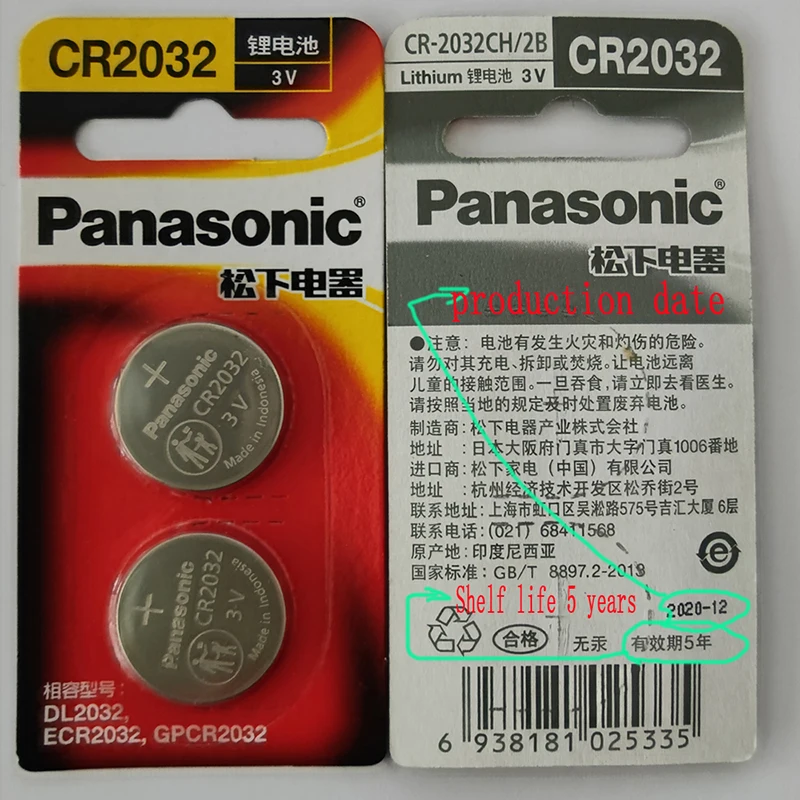 CR2032
锂电池
3V
Panasonic®
松下电器
+
Panasonic
CR2032
3V
Made in Indonesia
+
Panasonic
CR2032
3V
Made in Indonesia
相容型号:
DL2032,
ECR2032, GPCR2032
CR-2032CH/2B
Lithium 锂电池 3V
CR2032
Panasonic®
松下电器
production date
●注意: 电池有发生火灾和灼伤的危险。
请勿对其充电、拆卸或焚烧。让电池远离
儿童的接触范围。一旦吞食,请立即去看医生。
请按照当地的规定及时处置废弃电池。
制造商: 松下电器产业株式会社
地址 : 日本大阪府门真市大字门真1006番地
进口商: 松下家电（中国）有限公司
地址 : 杭州经济技术开发区松乔街2号
联系地址: 上海市虹口区吴淞路575号吉汇大厦 6层
联系电话: (021) 68411568
原产地: 印度尼西亚
国家标准: GB/T 8897.2-2013
Shelf life 5 years
2020-12
合格
无汞
有效期5年
6 938181 025335